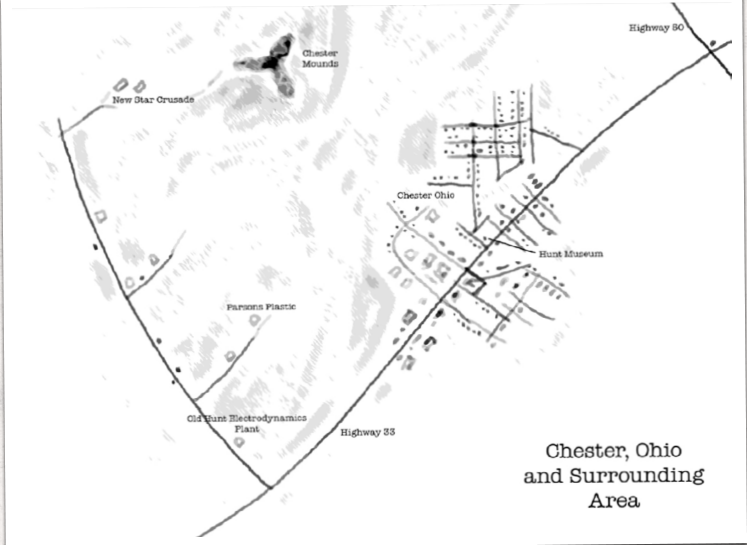 Highway 50
Chester
Mounds
New Star Crusade
Chester Ohio
Hunt Museum
Parsons Plastic
Old Hunt Electrodynamics
Plant
Highway 33
Chester, Ohio
and Surrounding
Area